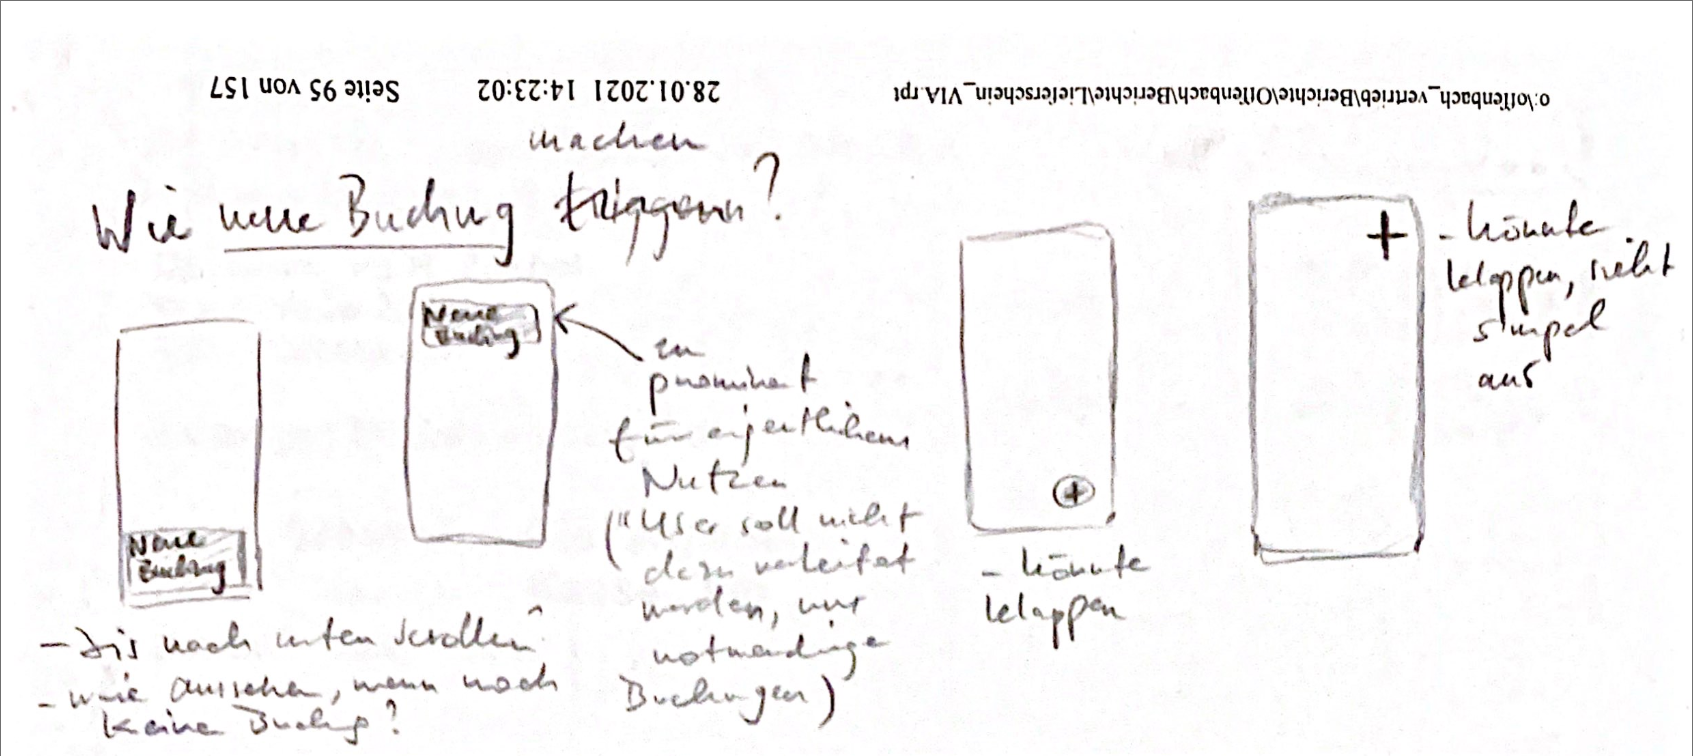 o:\offenbach_vertrieb\Berichte\Offenbach\Berichte\Lieferschein_VIA.rpt
28.01.2021 14:23:02
Seite 95 von 157
machen
Wie neue Buchung triggern?
Neue
Buchung
- bis nach unten scrollen?
- wie aussehen, wenn noch
keine Buchung?
Neue
Buchung
zu
prominent
für eigentlichen
Nutzen
("User soll nicht
dazu verleitet
werden, nur
notwendige
Buchungen)
+
- könnte
klappen
+
- könnte
klappen, sieht
simpel
aus